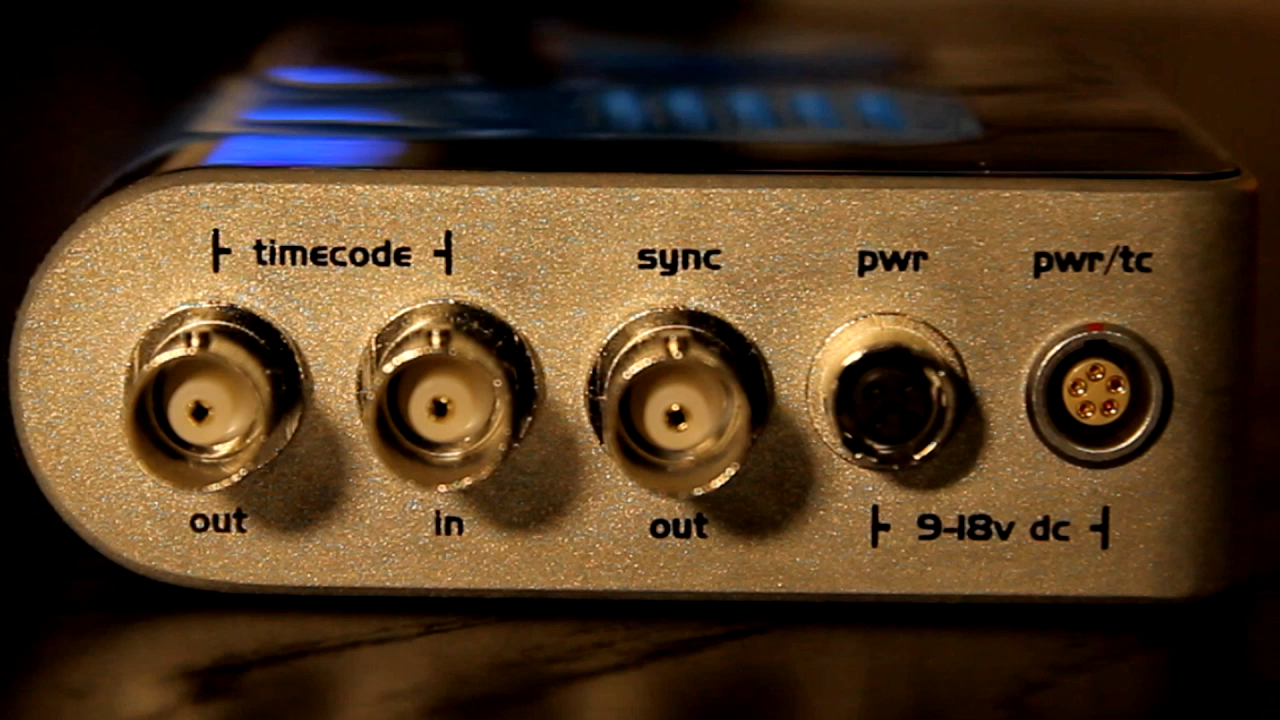 timecode
sync
pwr
pwr/tc
out
in
out
9-18v dc